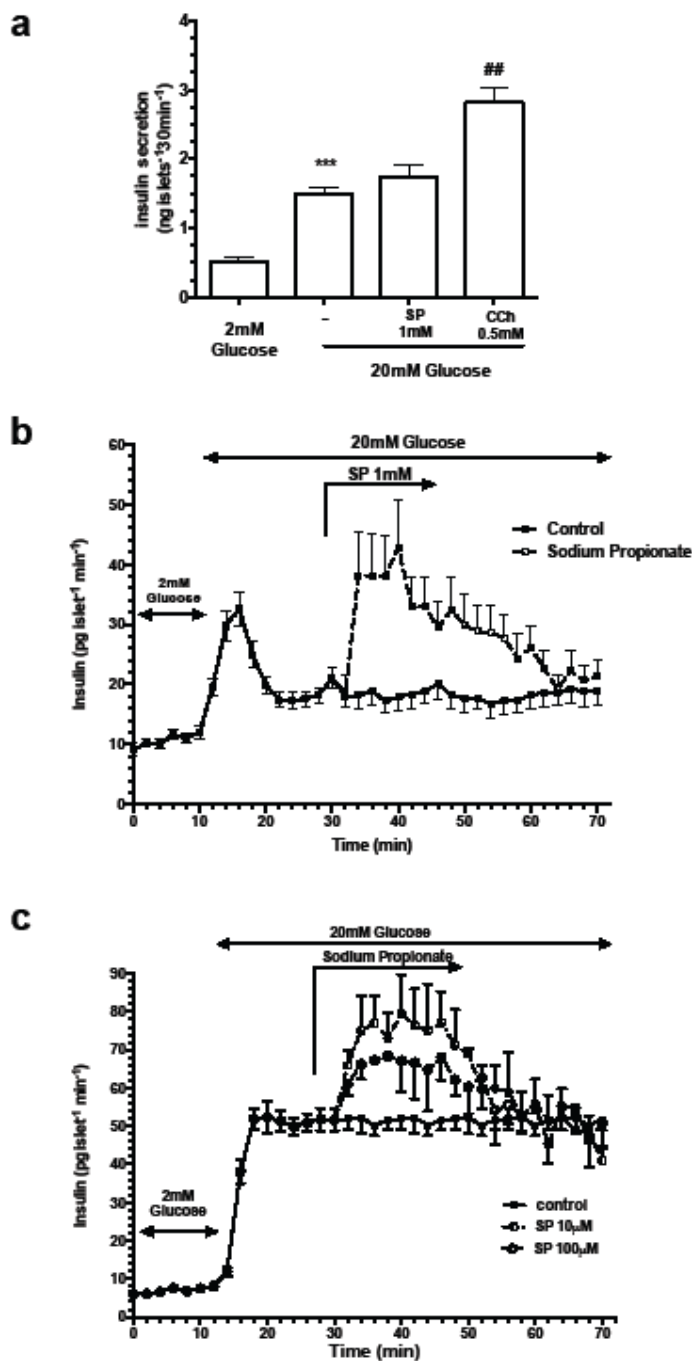 a
insulin secretion
(ng islets⁻¹30min⁻¹)
4
3
2
1
0
***
##
2mM
Glucose
–
SP
1mM
CCh
0.5mM
20mM Glucose
b
20mM Glucose
SP 1mM
2mM
Glucose
Control
Sodium Propionate
Insulin (pg islet⁻¹ min⁻¹)
60
50
40
30
20
10
0
0 10 20 30 40 50 60 70
Time (min)
c
20mM Glucose
Sodium Propionate
2mM
Glucose
control
SP 10µM
SP 100µM
Insulin (pg islet⁻¹ min⁻¹)
90
80
70
60
50
40
30
20
10
0
0 10 20 30 40 50 60 70
Time (min)